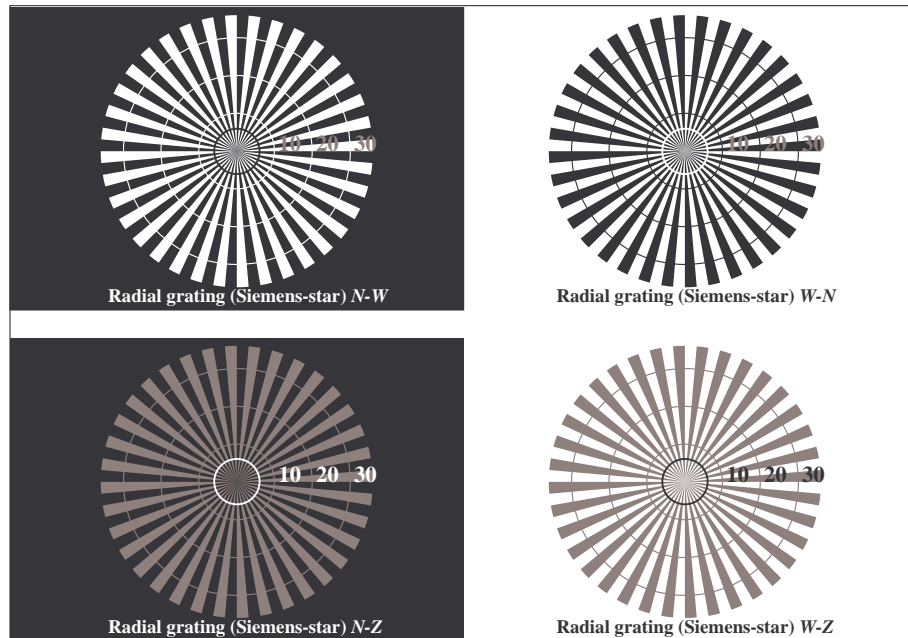 10 20 30
Radial grating (Siemens-star) N-W
10 20 30
Radial grating (Siemens-star) W-N
10 20 30
Radial grating (Siemens-star) N-Z
10 20 30
Radial grating (Siemens-star) W-Z